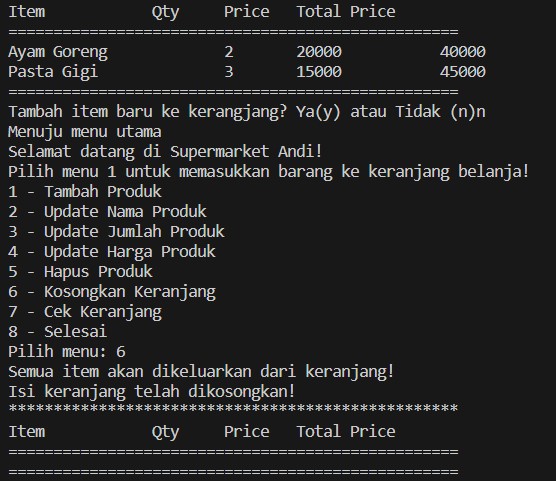 Item Qty Price Total Price
==================================================
Ayam Goreng 2 20000 40000
Pasta Gigi 3 15000 45000
==================================================
Tambah item baru ke kerangjang? Ya(y) atau Tidak (n)n
Menuju menu utama
Selamat datang di Supermarket Andi!
Pilih menu 1 untuk memasukkan barang ke keranjang belanja!
1 - Tambah Produk
2 - Update Nama Produk
3 - Update Jumlah Produk
4 - Update Harga Produk
5 - Hapus Produk
6 - Kosongkan Keranjang
7 - Cek Keranjang
8 - Selesai
Pilih menu: 6
Semua item akan dikeluarkan dari keranjang!
Isi keranjang telah dikosongkan!
**************************************************
Item Qty Price Total Price
==================================================
==================================================